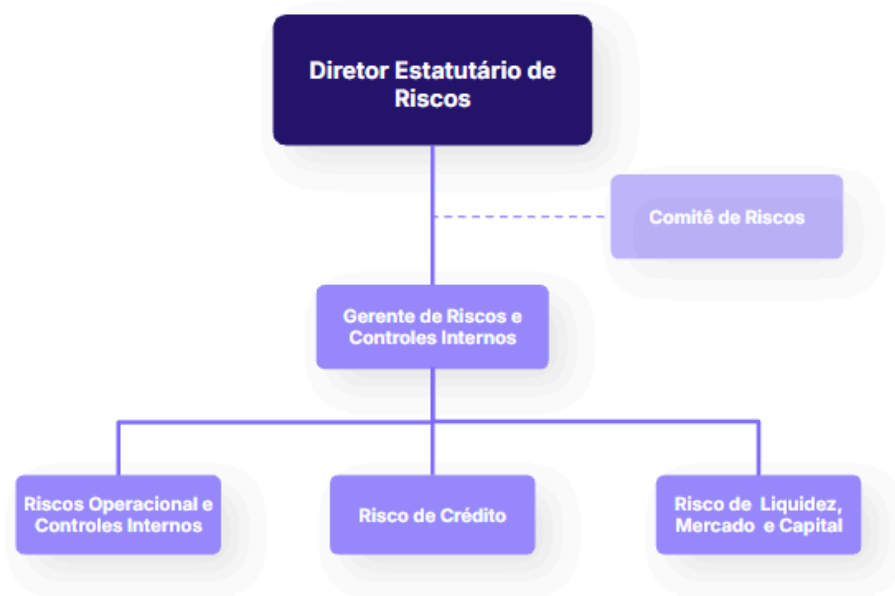 Diretor Estatutário de
Riscos
Comitê de Riscos
Gerente de Riscos e
Controles Internos
Riscos Operacional e
Controles Internos
Risco de Crédito
Risco de Liquidez,
Mercado e Capital